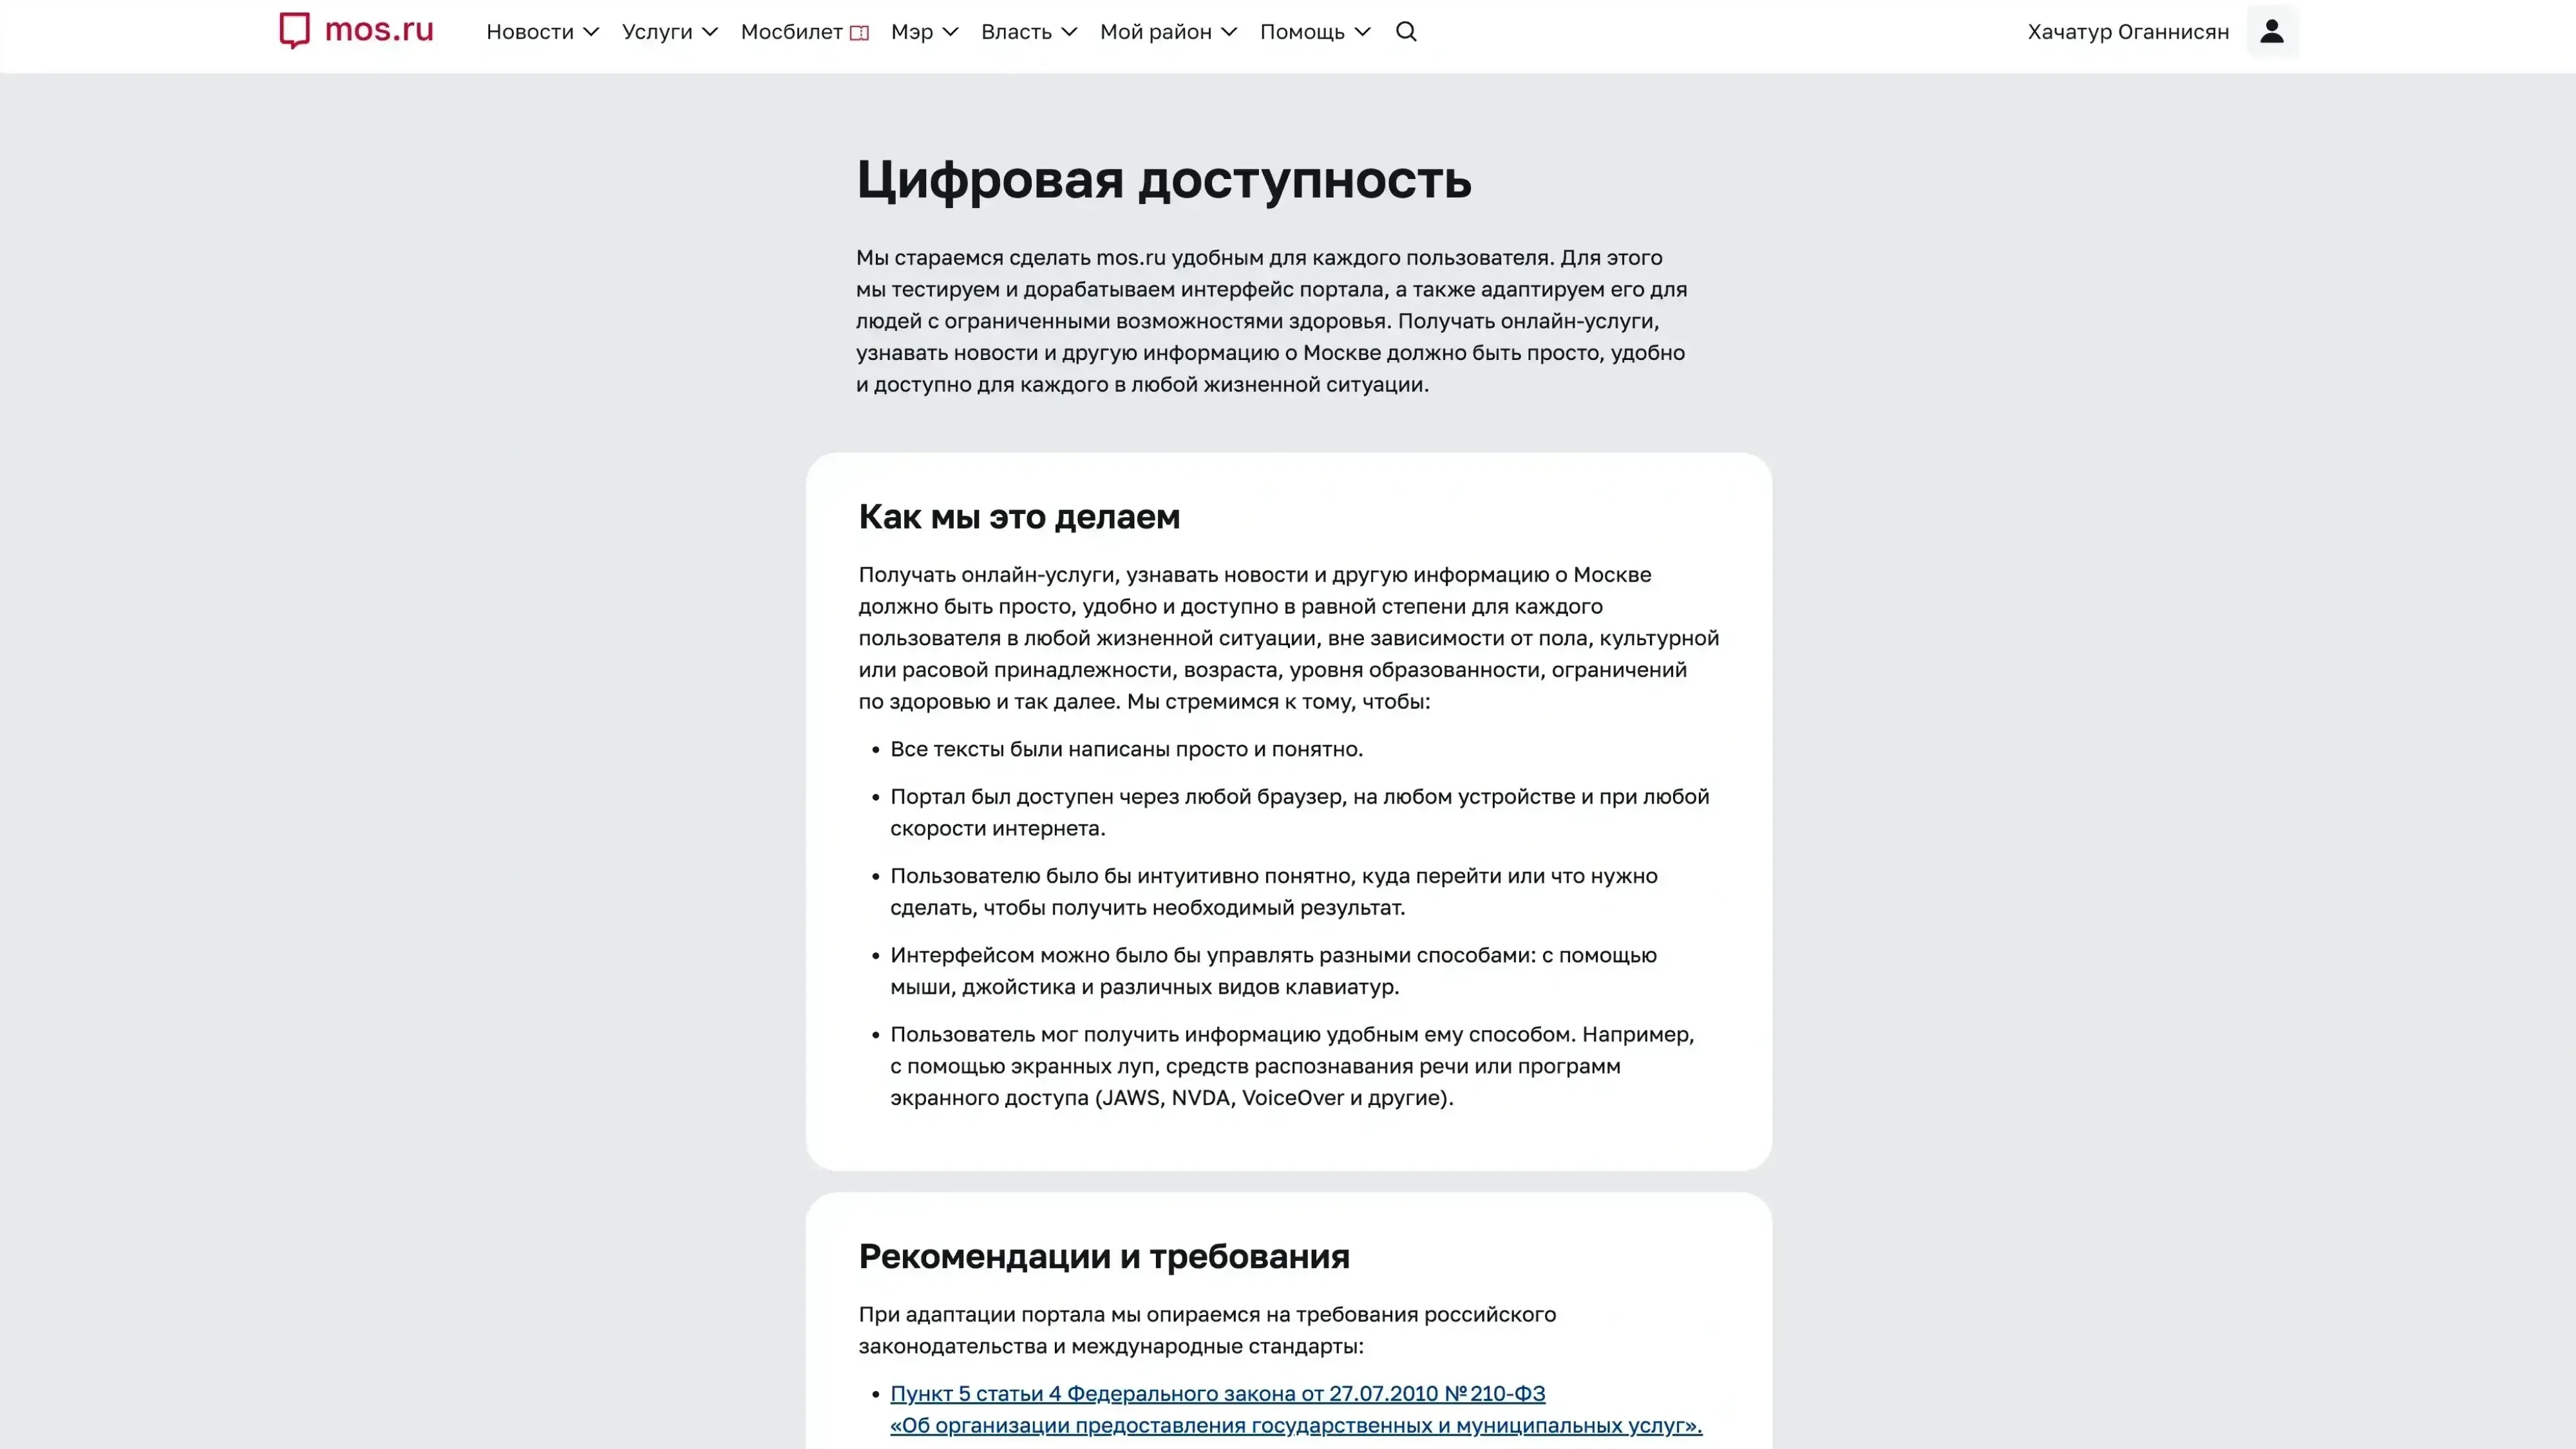 mos.ru
Новости
Услуги
Мосбилет
Мэр
Власть
Мой район
Помощь
Хачатур Оганнисян
Цифровая доступность
Мы стараемся сделать mos.ru удобным для каждого пользователя. Для этого
мы тестируем и дорабатываем интерфейс портала, а также адаптируем его для
людей с ограниченными возможностями здоровья. Получать онлайн-услуги,
узнавать новости и другую информацию о Москве должно быть просто, удобно
и доступно для каждого в любой жизненной ситуации.
Как мы это делаем
Получать онлайн-услуги, узнавать новости и другую информацию о Москве
должно быть просто, удобно и доступно в равной степени для каждого
пользователя в любой жизненной ситуации, вне зависимости от пола, культурной
или расовой принадлежности, возраста, уровня образованности, ограничений
по здоровью и так далее. Мы стремимся к тому, чтобы:
• Все тексты были написаны просто и понятно.
• Портал был доступен через любой браузер, на любом устройстве и при любой
скорости интернета.
• Пользователю было бы интуитивно понятно, куда перейти или что нужно
сделать, чтобы получить необходимый результат.
• Интерфейсом можно было бы управлять разными способами: с помощью
мыши, джойстика и различных видов клавиатур.
• Пользователь мог получить информацию удобным ему способом. Например,
с помощью экранных луп, средств распознавания речи или программ
экранного доступа (JAWS, NVDA, VoiceOver и другие).
Рекомендации и требования
При адаптации портала мы опираемся на требования российского
законодательства и международные стандарты:
• Пункт 5 статьи 4 Федерального закона от 27.07.2010 № 210-ФЗ
«Об организации предоставления государственных и муниципальных услуг».